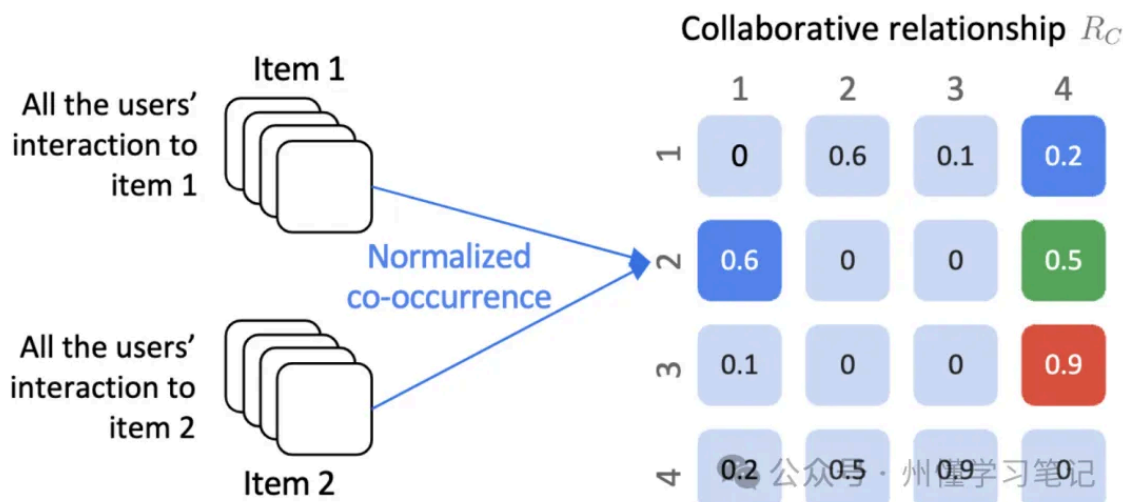 Collaborative relationship R_C
Item 1
All the users'
interaction to
item 1
Normalized
co-occurrence
All the users'
interaction to
item 2
Item 2
1 2 3 4
1 0 0.6 0.1 0.2
2 0.6 0 0 0.5
3 0.1 0 0 0.9
4 0.2 0.5 0.9 0
公众号 · 州懂学习笔记